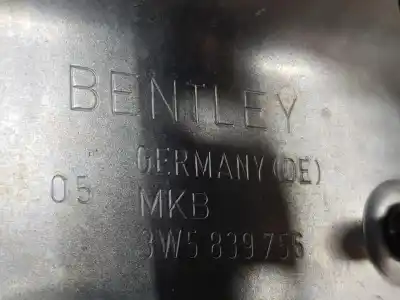 BENTLEY
GERMANY(DE)
05 MKB
3W5 839 756